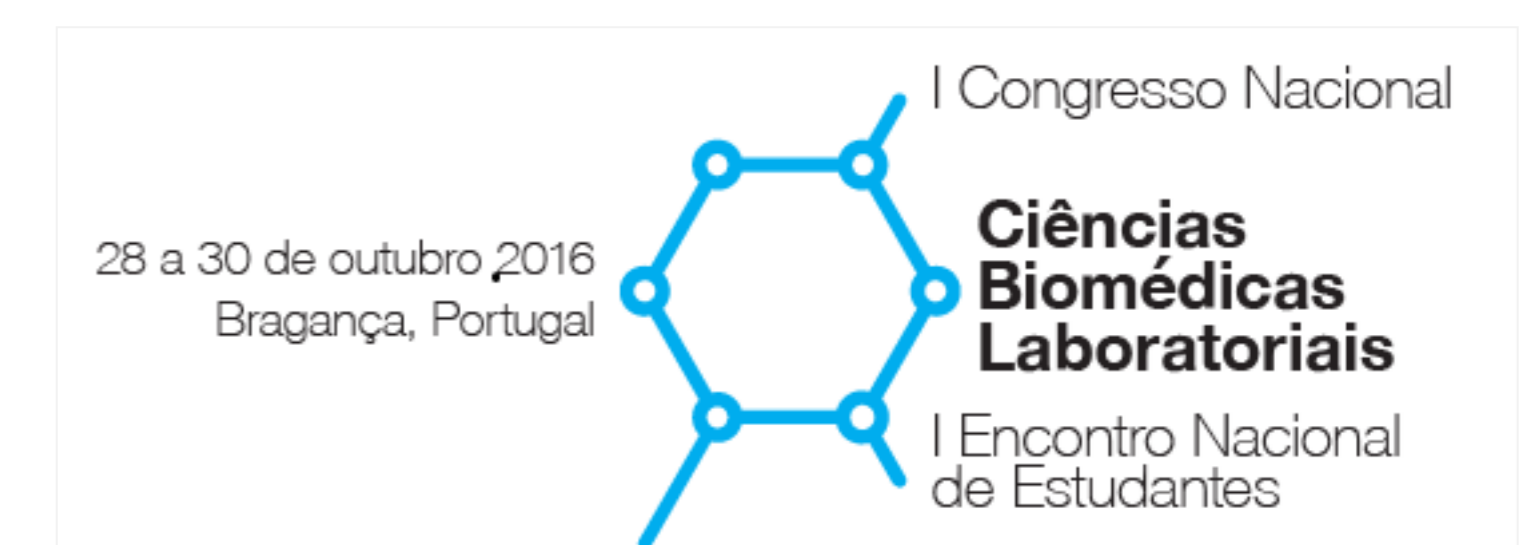 I Congresso Nacional
Ciências
Biomédicas
Laboratoriais
I Encontro Nacional
de Estudantes
28 a 30 de outubro 2016
Bragança, Portugal